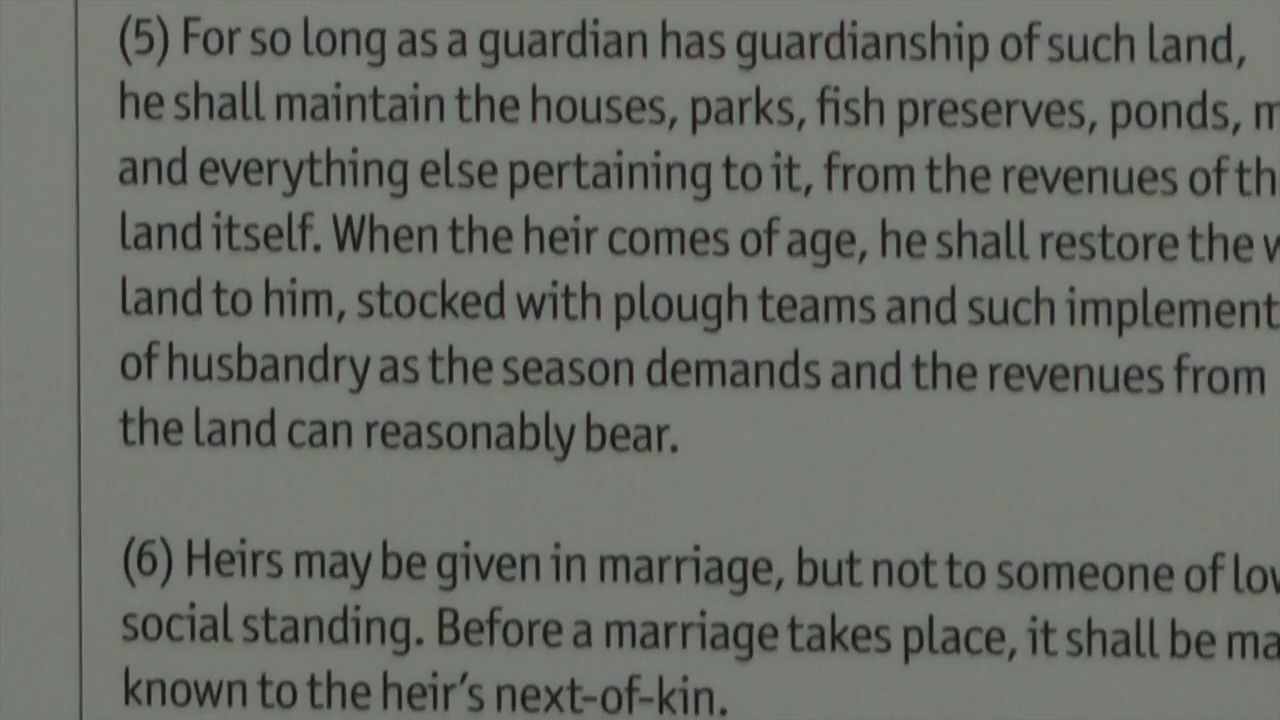 (5) For so long as a guardian has guardianship of such land,
he shall maintain the houses, parks, fish preserves, ponds,
and everything else pertaining to it, from the revenues of
land itself. When the heir comes of age, he shall restore the
land to him, stocked with plough teams and such implement
of husbandry as the season demands and the revenues from
the land can reasonably bear.
(6) Heirs may be given in marriage, but not to someone of
social standing. Before a marriage takes place, it shall be
known to the heir's next-of-kin.